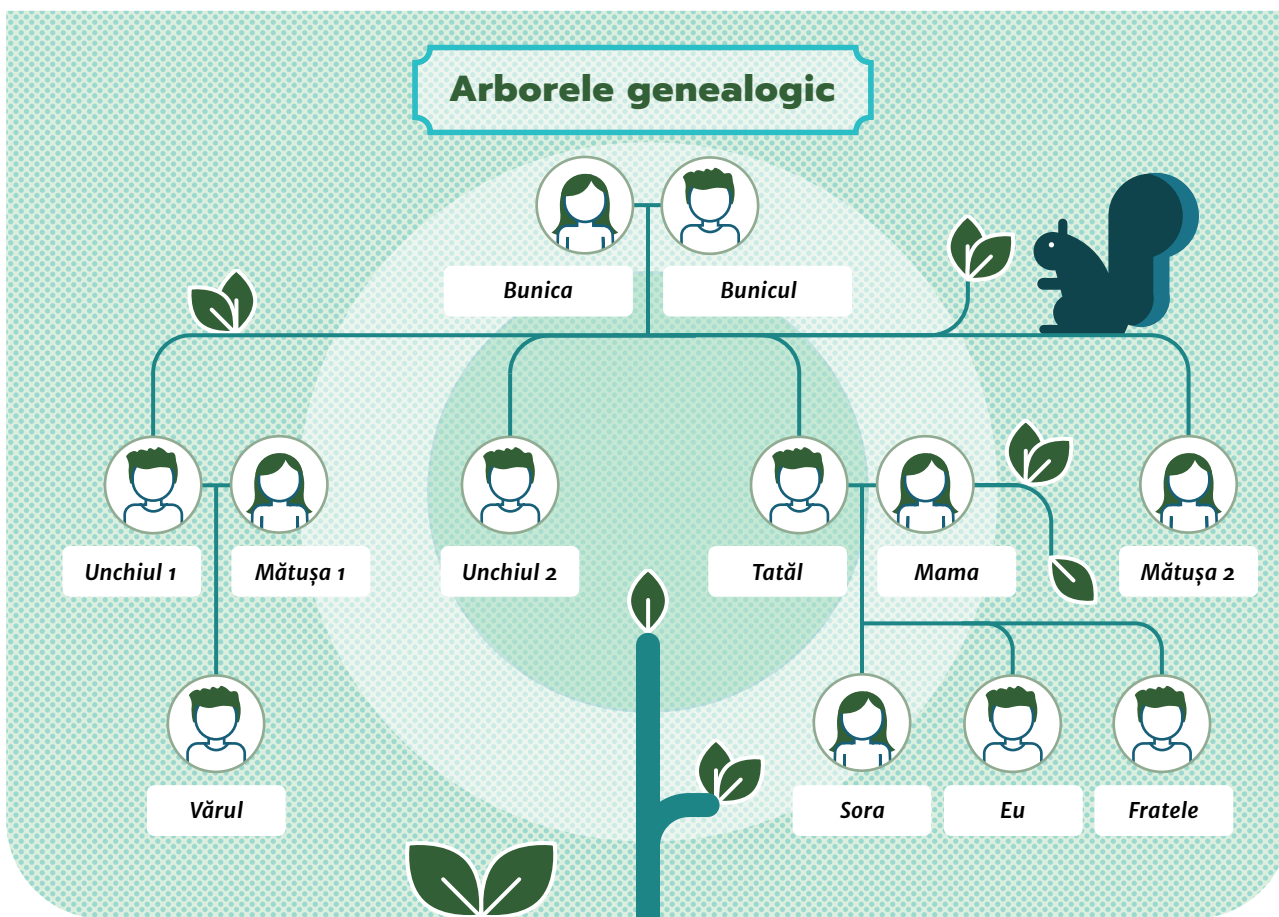 Arborele genealogic
Bunica
Bunicul
Unchiul 1
Mătușa 1
Unchiul 2
Tatăl
Mama
Mătușa 2
Vărul
Sora
Eu
Fratele